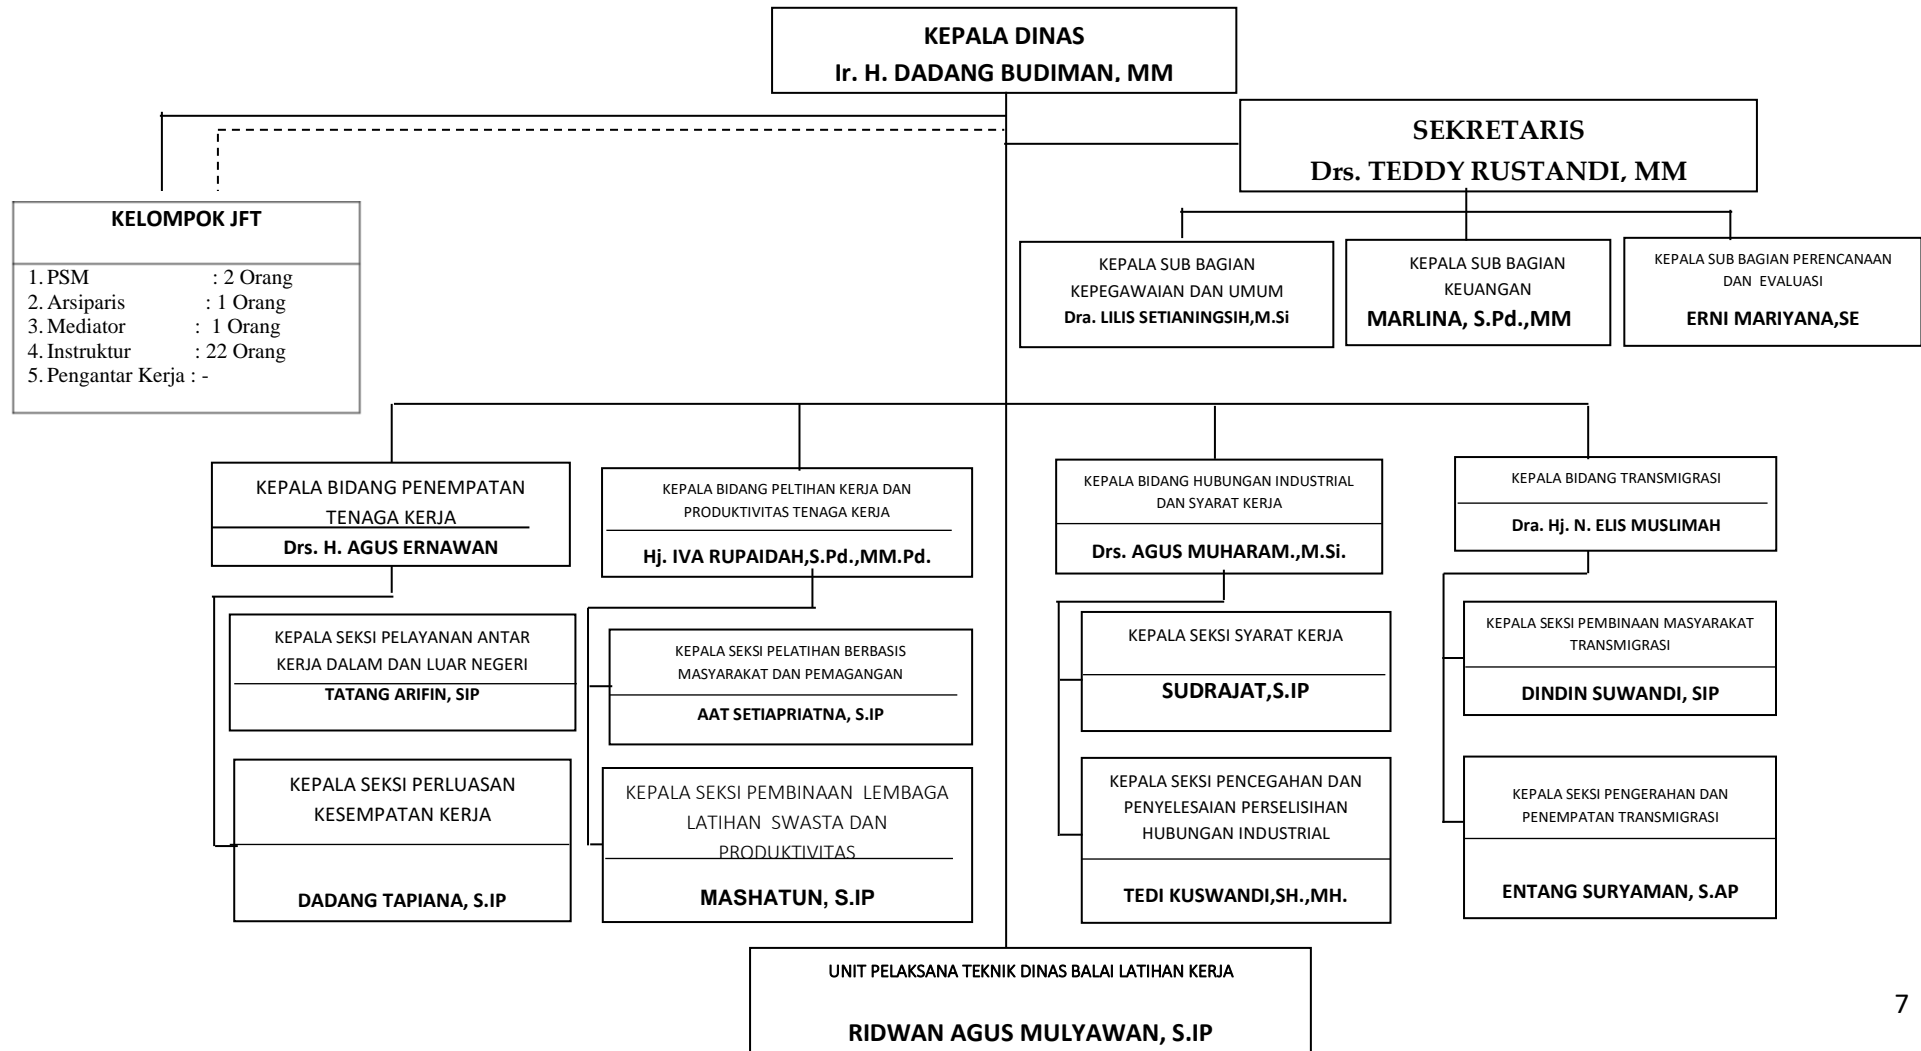 KEPALA DINAS
Ir. H. DADANG BUDIMAN, MM
SEKRETARIS
Drs. TEDDY RUSTANDI, MM
KELOMPOK JFT
1. PSM : 2 Orang
2. Arsiparis : 1 Orang
3. Mediator : 1 Orang
4. Instruktur : 22 Orang
5. Pengantar Kerja : -
KEPALA SUB BAGIAN
KEPEGAWAIAN DAN UMUM
Dra. LILIS SETIANINGSIH,M.Si
KEPALA SUB BAGIAN
KEUANGAN
MARLINA, S.Pd.,MM
KEPALA SUB BAGIAN PERENCANAAN
DAN EVALUASI
ERNI MARIYANA,SE
KEPALA BIDANG PENEMPATAN
TENAGA KERJA
Drs. H. AGUS ERNAWAN
KEPALA BIDANG PELTIHAN KERJA DAN
PRODUKTIVITAS TENAGA KERJA
Hj. IVA RUPAIDAH,S.Pd.,MM.Pd.
KEPALA BIDANG HUBUNGAN INDUSTRIAL
DAN SYARAT KERJA
Drs. AGUS MUHARAM.,M.Si.
KEPALA BIDANG TRANSMIGRASI
Dra. Hj. N. ELIS MUSLIMAH
KEPALA SEKSI PELAYANAN ANTAR
KERJA DALAM DAN LUAR NEGERI
TATANG ARIFIN, SIP
KEPALA SEKSI PELATIHAN BERBASIS
MASYARAKAT DAN PEMAGANGAN
AAT SETIAPRIATNA, S.IP
KEPALA SEKSI SYARAT KERJA
SUDRAJAT,S.IP
KEPALA SEKSI PEMBINAAN MASYARAKAT
TRANSMIGRASI
DINDIN SUWANDI, SIP
KEPALA SEKSI PERLUASAN
KESEMPATAN KERJA
DADANG TAPIANA, S.IP
KEPALA SEKSI PEMBINAAN LEMBAGA
LATIHAN SWASTA DAN
PRODUKTIVITAS
MASHATUN, S.IP
KEPALA SEKSI PENCEGAHAN DAN
PENYELESAIAN PERSELISIHAN
HUBUNGAN INDUSTRIAL
TEDI KUSWANDI,SH.,MH.
KEPALA SEKSI PENGERAHAN DAN
PENEMPATAN TRANSMIGRASI
ENTANG SURYAMAN, S.AP
UNIT PELAKSANA TEKNIK DINAS BALAI LATIHAN KERJA
RIDWAN AGUS MULYAWAN, S.IP
7